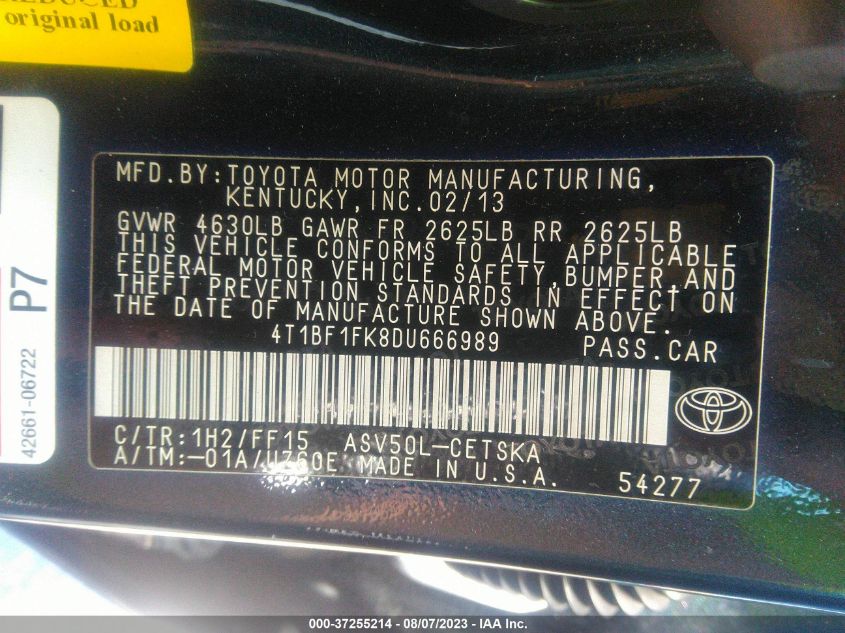 REDUCED
original load
P7
42661-06722
MFD.BY:TOYOTA MOTOR MANUFACTURING,
KENTUCKY,INC.02/13
GVWR 4630LB GAWR FR 2625LB RR 2625LB
THIS VEHICLE CONFORMS TO ALL APPLICABLE
FEDERAL MOTOR VEHICLE SAFETY,BUMPER,AND
THEFT PREVENTION STANDARDS IN EFFECT ON
THE DATE OF MANUFACTURE SHOWN ABOVE.
4T1BF1FK8DU666989 PASS.CAR
C/TR:1H2/FF15 ASV50L-CETSKA
A/TM:-01A/U760E MADE IN U.S.A.
54277
000-37255214 - 08/07/2023 - IAA Inc.